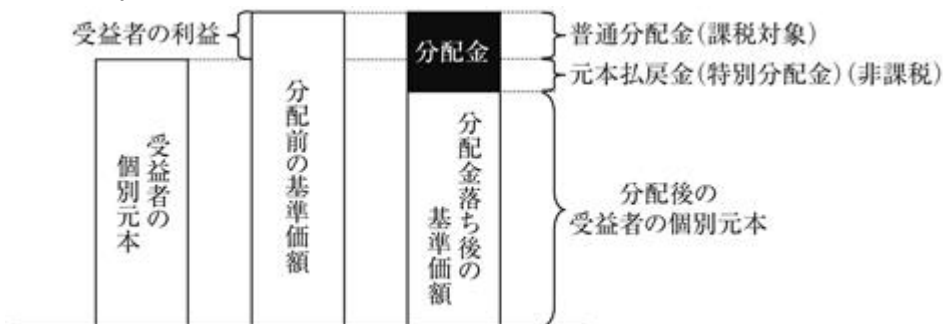 受益者の利益
受益者の
個別元本
分配前の基準価額
分配金
分配金落ち後の
基準価額
普通分配金(課税対象)
元本払戻金(特別分配金)(非課税)
分配後の
受益者の個別元本